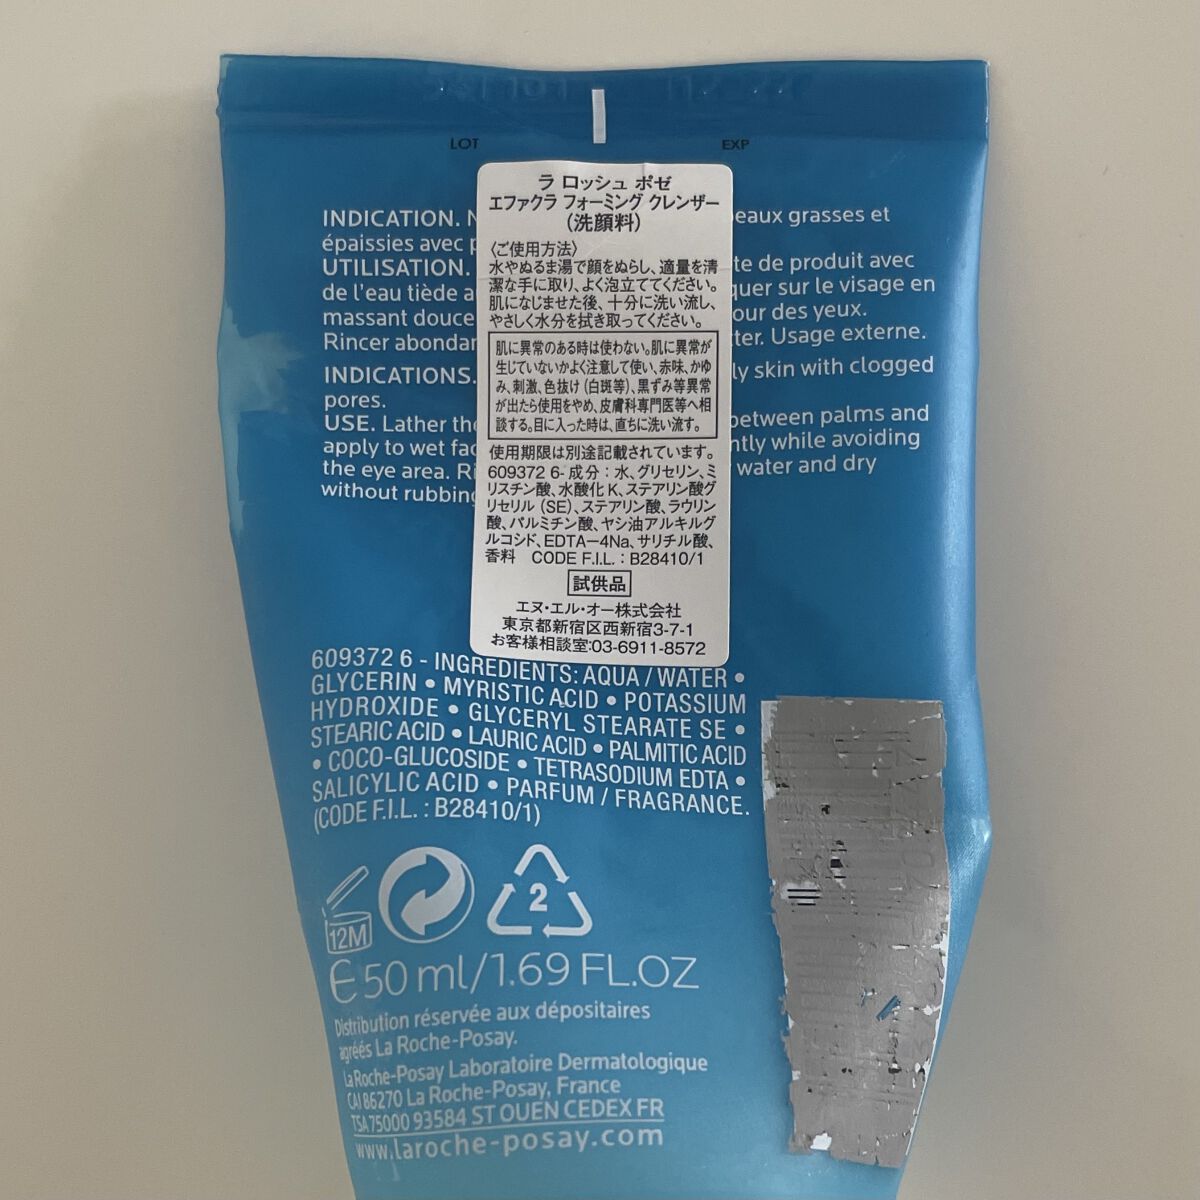 LOT
EXP
ラ ロッシュ ポゼ
エファクラ フォーミング クレンザー
(洗顔料)
〈ご使用方法〉
水やぬるま湯で顔をぬらし、適量を清
潔な手に取り、よく泡立ててください。
肌になじませた後、十分に洗い流し、
やさしく水分を拭き取ってください。
肌に異常のある時は使わない。肌に異常が
生じていないかよく注意して使い、赤味、かゆ
み、刺激、色抜け(白斑等)、黒ずみ等異常
が出たら使用をやめ、皮膚科専門医等へ相
談する。目に入った時は、直ちに洗い流す。
使用期限は別途記載されています。
609372 6- 成分:水、グリセリン、ミ
リスチン酸、水酸化K、ステアリン酸グ
リセリル (SE)、ステアリン酸、ラウリン
酸、パルミチン酸、ヤシ油アルキルグ
ルコシド、EDTA－4Na、サリチル酸、
香料 CODE F.I.L. : B28410/1
試供品
エヌ・エル・オー株式会社
東京都新宿区西新宿3-7-1
お客様相談室:03-6911-8572
INDICATION. eaux grasses et
épaissies avec
UTILISATION. te de produit avec
de l'eau tiède quer sur le visage en
massant douce our des yeux.
Rincer abondar ter. Usage externe.
INDICATIONS. ly skin with clogged
pores.
USE. Lather the between palms and
apply to wet fac ntly while avoiding
the eye area. water and dry
without rubbing
609372 6 - INGREDIENTS: AQUA / WATER •
GLYCERIN • MYRISTIC ACID • POTASSIUM
HYDROXIDE • GLYCERYL STEARATE SE •
STEARIC ACID • LAURIC ACID • PALMITIC ACID
• COCO-GLUCOSIDE • TETRASODIUM EDTA •
SALICYLIC ACID • PARFUM / FRAGRANCE.
(CODE F.I.L. : B28410/1)
12M
2
℮ 50 ml/1.69 FL.OZ
Distribution réservée aux dépositaires
agréés La Roche-Posay.
La Roche-Posay Laboratoire Dermatologique
CAI 86270 La Roche-Posay, France
TSA 75000 93584 ST OUEN CEDEX FR
www.laroche-posay.com